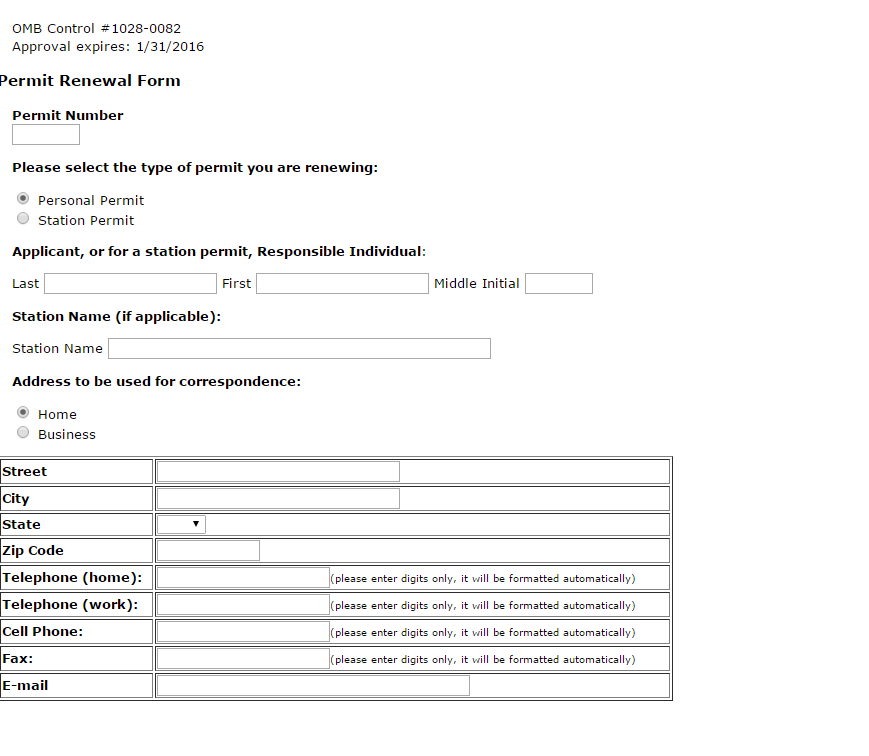 OMB Control #1028-0082
Approval expires: 1/31/2016
Permit Renewal Form
Permit Number
Please select the type of permit you are renewing:
Personal Permit
Station Permit
Applicant, or for a station permit, Responsible Individual:
Last First Middle Initial
Station Name (if applicable):
Station Name
Address to be used for correspondence:
Home
Business
Street
City
State
Zip Code
Telephone (home): (please enter digits only, it will be formatted automatically)
Telephone (work): (please enter digits only, it will be formatted automatically)
Cell Phone: (please enter digits only, it will be formatted automatically)
Fax: (please enter digits only, it will be formatted automatically)
E-mail